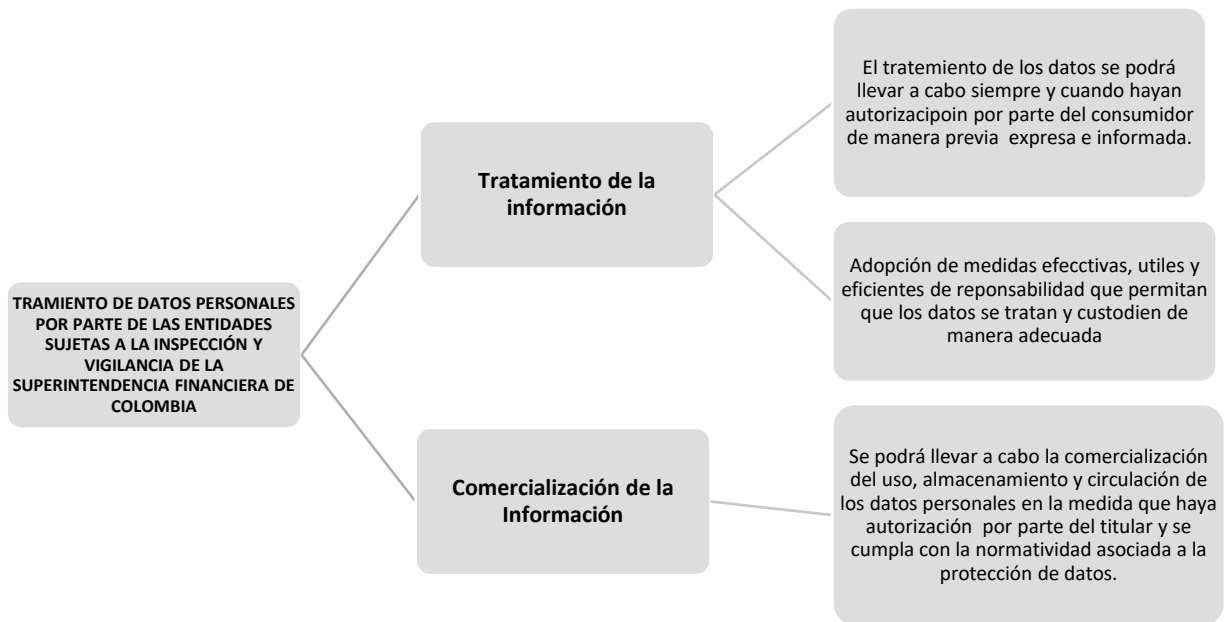 TRAMIENTO DE DATOS PERSONALES
POR PARTE DE LAS ENTIDADES
SUJETAS A LA INSPECCIÓN Y
VIGILANCIA DE LA
SUPERINTENDENCIA FINANCIERA DE
COLOMBIA
Tratamiento de la
información
El tratemiento de los datos se podrá
llevar a cabo siempre y cuando hayan
autorizacipoin por parte del consumidor
de manera previa expresa e informada.
Adopción de medidas efecctivas, utiles y
eficientes de reponsabilidad que permitan
que los datos se tratan y custodien de
manera adecuada
Comercialización de la
Información
Se podrá llevar a cabo la comercialización
del uso, almacenamiento y circulación de
los datos personales en la medida que haya
autorización por parte del titular y se
cumpla con la normatividad asociada a la
protección de datos.